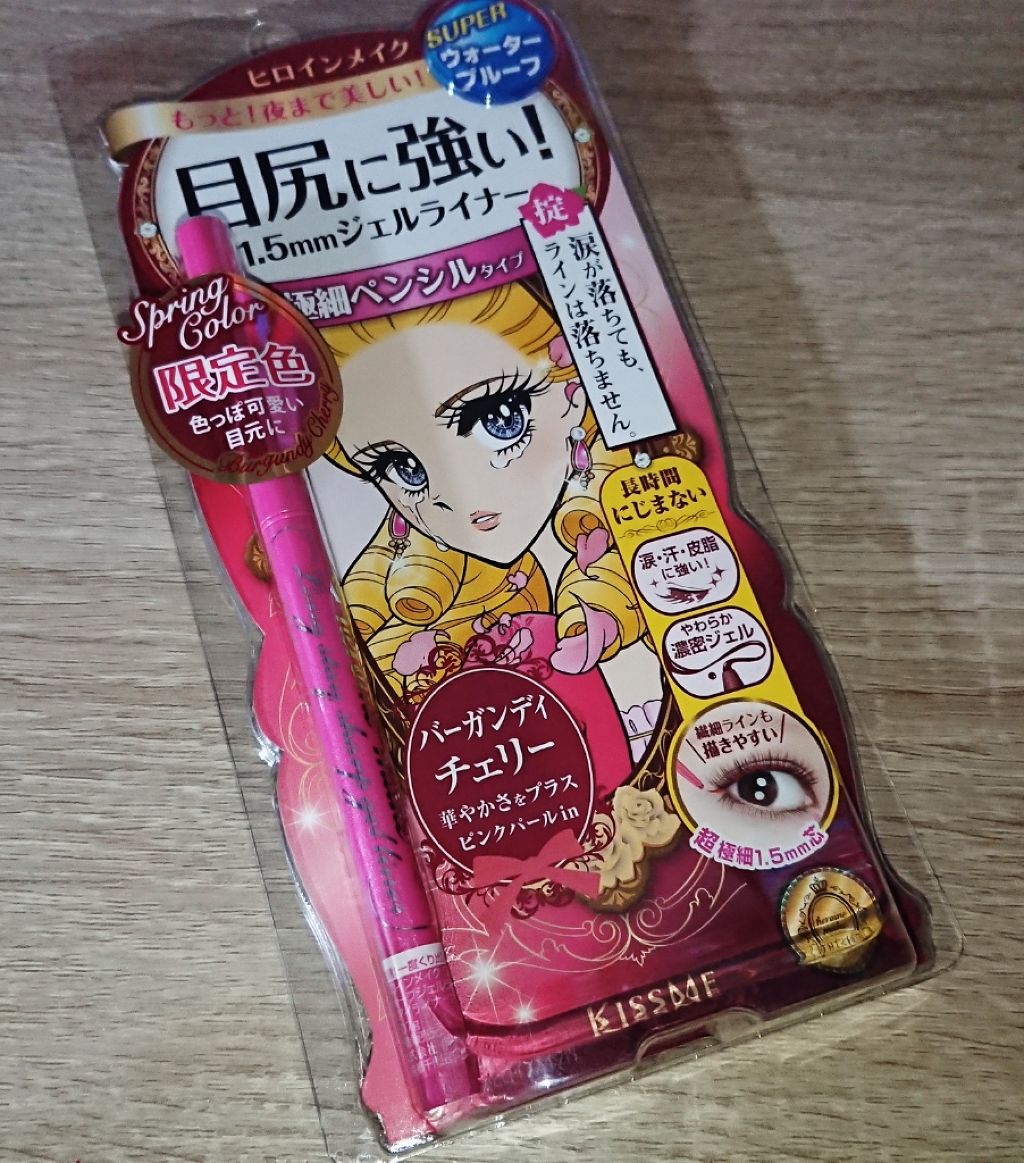 SUPER
ウォーター
プルーフ
ヒロインメイク
もっと!夜まで美しい!
目尻に強い!
1.5mmジェルライナー
極細ペンシルタイプ
掟
涙が落ちても、
ラインは落ちません。
Spring
Color
限定色
色っぽ可愛い
目元に
Burgundy Cherry
長時間
にじまない
涙・汗・皮脂
に強い!
やわらか
濃密ジェル
繊細ラインも
描きやすい
超極細1.5mm芯
バーガンディ
チェリー
華やかさをプラス
ピンクパールin
KISSME